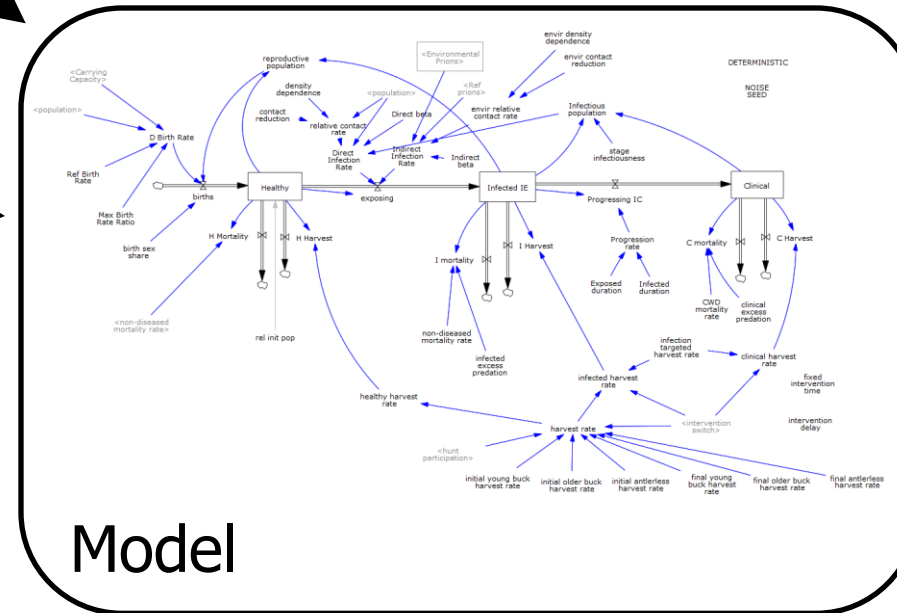 envir density
dependence
<Environmental
Prions>
reproductive
population
envir contact
reduction
DETERMINISTIC
<Carrying
Capacity>
density
dependence
<population>
<Ref
prions>
NOISE
SEED
<population>
contact
reduction
relative contact
rate
Direct beta
envir relative
contact rate
Infectious
population
D Birth Rate
Direct
Infection
Rate
Indirect
Infection
Rate
Indirect
beta
stage
infectiousness
Ref Birth
Rate
births
Healthy
exposing
Infected IE
Progressing IC
Clinical
Max Birth
Rate Ratio
birth sex
share
H Mortality
H Harvest
I mortality
I Harvest
Progression
rate
C mortality
C Harvest
Exposed
duration
Infected
duration
CWD
mortality
rate
clinical
excess
predation
<non-diseased
mortality rate>
rel init pop
non-diseased
mortality rate
infected
excess
predation
infection
targeted
harvest rate
clinical harvest
rate
infected harvest
rate
fixed
intervention
time
healthy harvest
rate
harvest rate
<intervention
switch>
intervention
delay
<hunt
participation>
initial young buck
harvest rate
initial older buck
harvest rate
initial antlerless
harvest rate
final young
buck harvest
rate
final older buck
harvest rate
final antlerless
harvest rate
Model